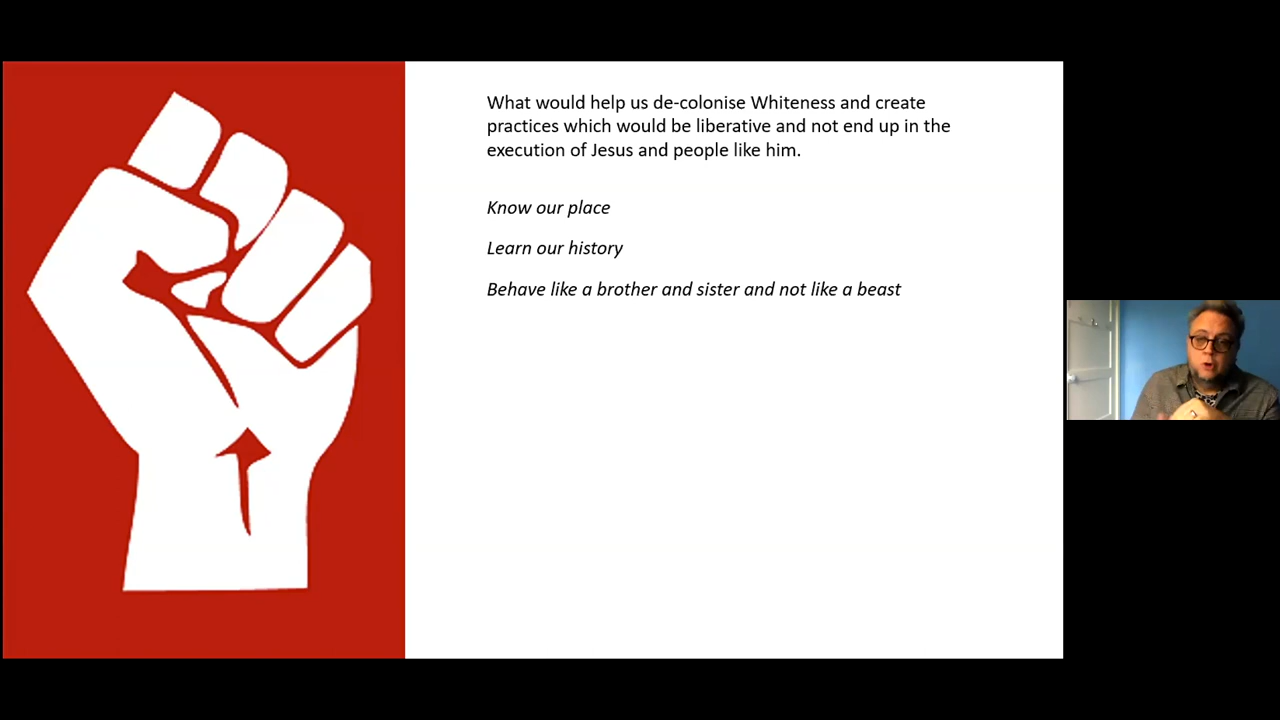 What would help us de-colonise Whiteness and create
practices which would be liberative and not end up in the
execution of Jesus and people like him.
Know our place
Learn our history
Behave like a brother and sister and not like a beast